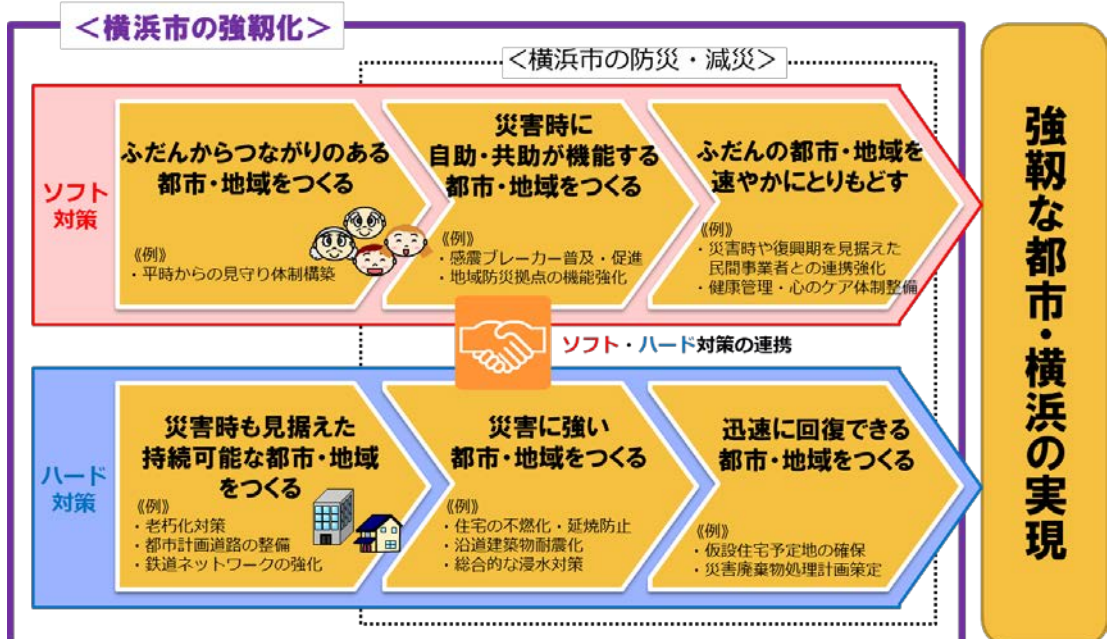 ＜横浜市の強靭化＞
＜横浜市の防災・減災＞
ソフト
対策
ふだんからつながりのある
都市・地域をつくる
《例》
・平時からの見守り体制構築
災害時に
自助・共助が機能する
都市・地域をつくる
《例》
・感震ブレーカー普及・促進
・地域防災拠点の機能強化
ふだんの都市・地域を
速やかにとりもどす
《例》
・災害時や復興期を見据えた
民間事業者との連携強化
・健康管理・心のケア体制整備
ソフト・ハード対策の連携
ハード
対策
災害時も見据えた
持続可能な都市・地域
をつくる
《例》
・老朽化対策
・都市計画道路の整備
・鉄道ネットワークの強化
災害に強い
都市・地域をつくる
《例》
・住宅の不燃化・延焼防止
・沿道建築物耐震化
・総合的な浸水対策
迅速に回復できる
都市・地域をつくる
《例》
・仮設住宅予定地の確保
・災害廃棄物処理計画策定
強靭な都市・横浜の実現